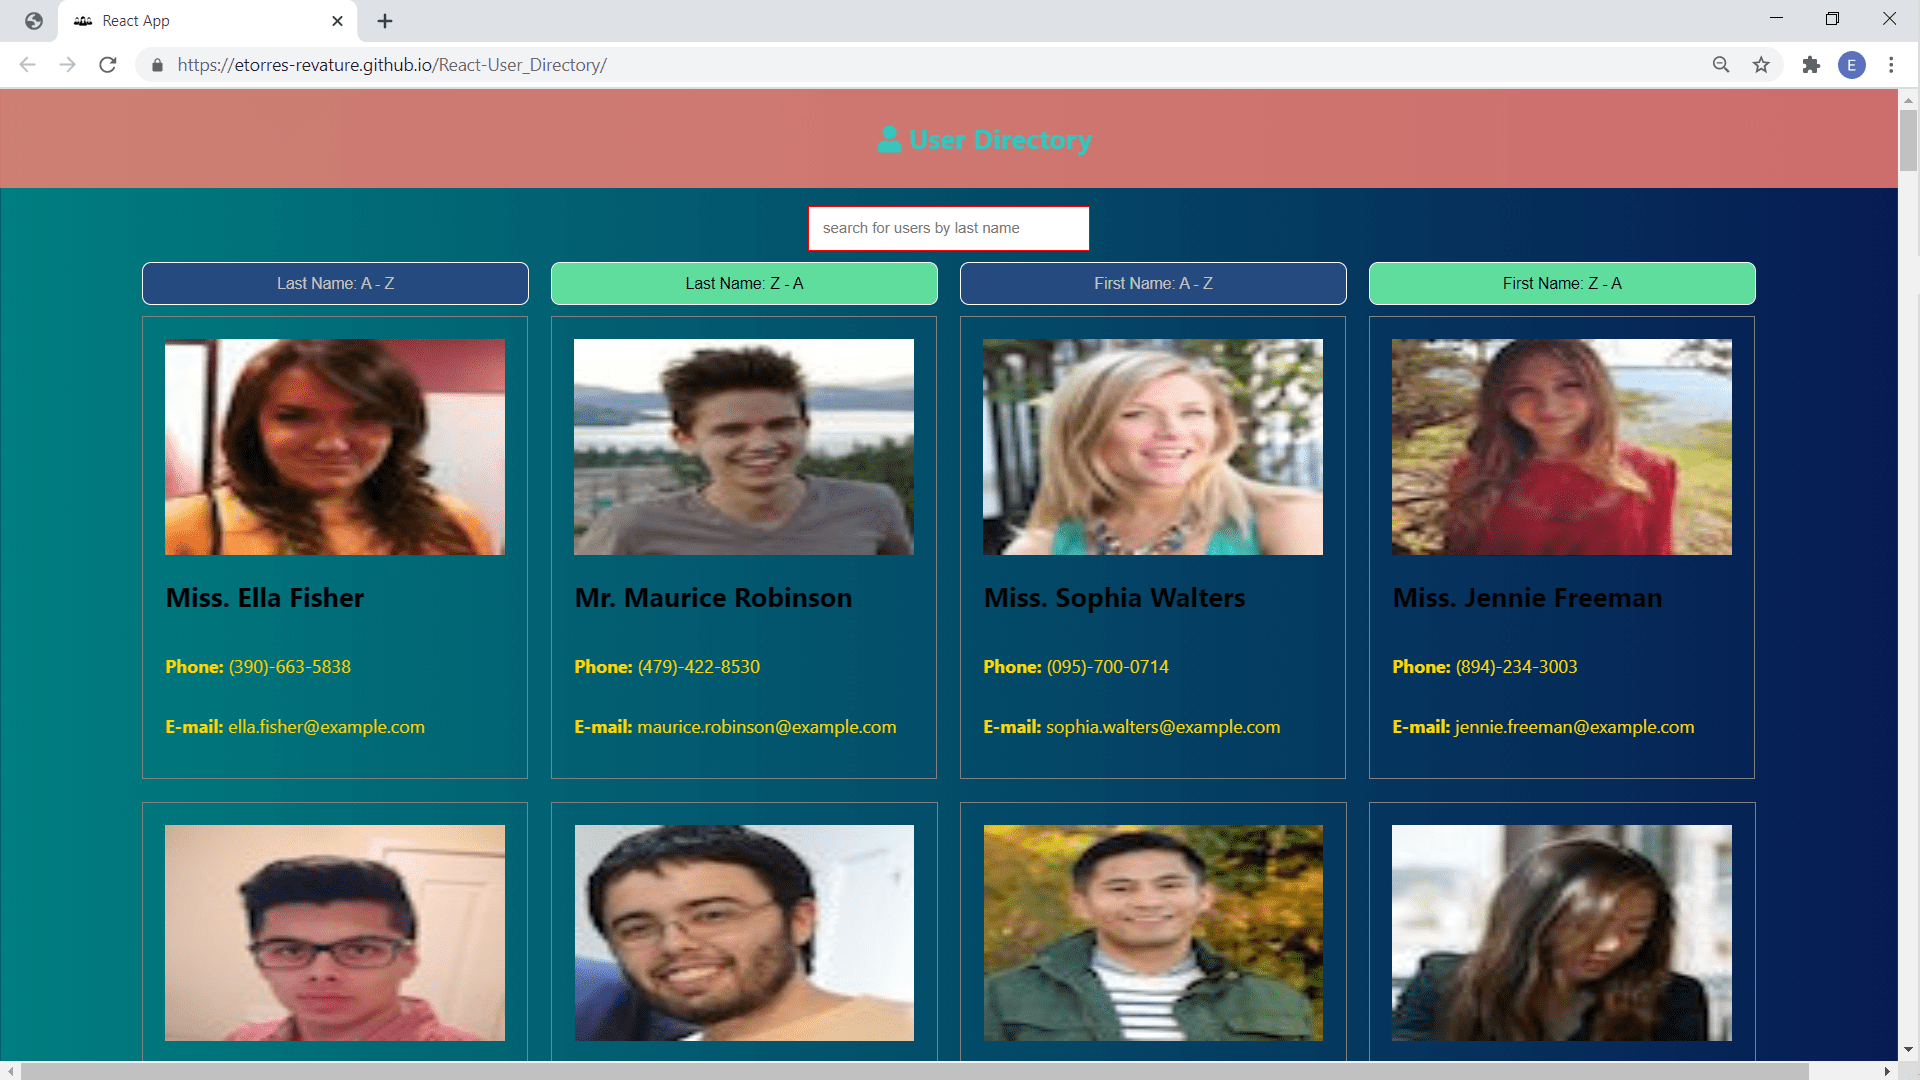 React App
https://etorres-revature.github.io/React-User_Directory/
E
User Directory
search for users by last name
Last Name: A - Z
Last Name: Z - A
First Name: A - Z
First Name: Z - A
Miss. Ella Fisher
Phone: (390)-663-5838
E-mail: ella.fisher@example.com
Mr. Maurice Robinson
Phone: (479)-422-8530
E-mail: maurice.robinson@example.com
Miss. Sophia Walters
Phone: (095)-700-0714
E-mail: sophia.walters@example.com
Miss. Jennie Freeman
Phone: (894)-234-3003
E-mail: jennie.freeman@example.com